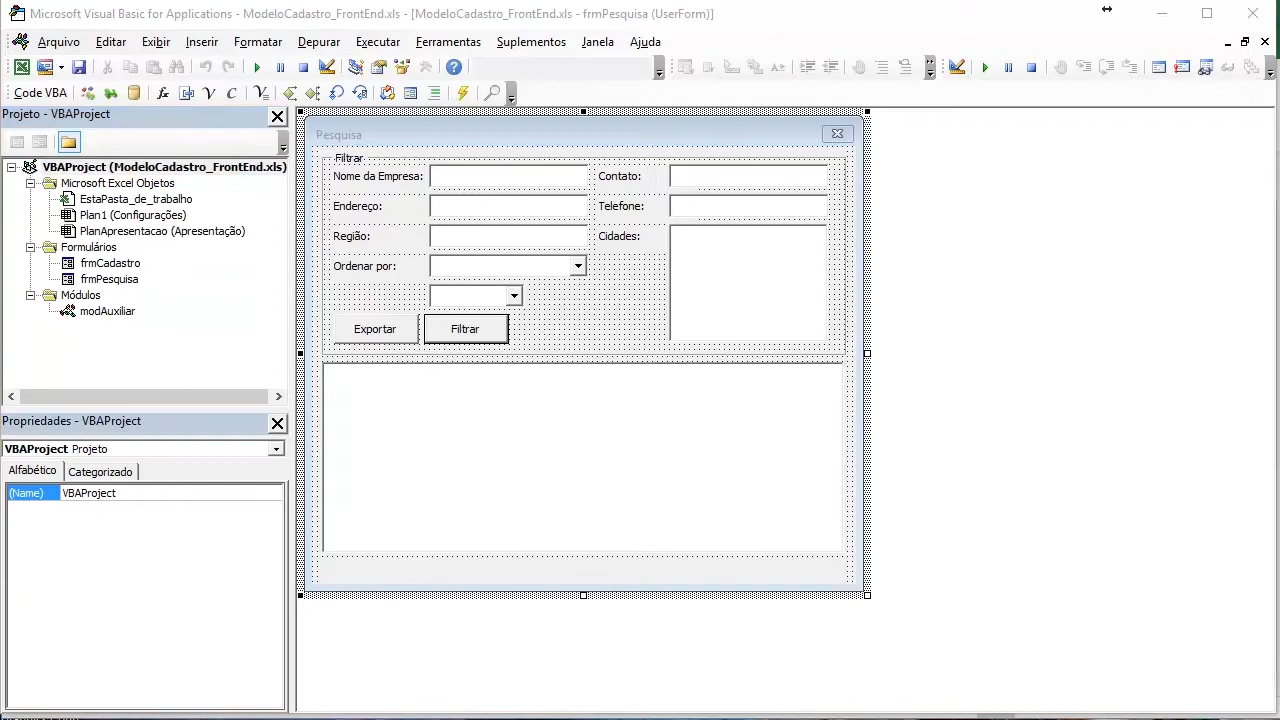 Microsoft Visual Basic for Applications - ModeloCadastro_FrontEnd.xls - [ModeloCadastro_FrontEnd.xls - frmPesquisa (UserForm)]
Arquivo Editar Exibir Inserir Formatar Depurar Executar Ferramentas Suplementos Janela Ajuda
Code VBA
Projeto - VBAProject
VBAProject (ModeloCadastro_FrontEnd.xls)
Microsoft Excel Objetos
EstaPasta_de_trabalho
Plan1 (Configurações)
PlanApresentacao (Apresentação)
Formulários
frmCadastro
frmPesquisa
Módulos
modAuxiliar
Propriedades - VBAProject
VBAProject Projeto
Alfabético Categorizado
(Name) VBAProject
Pesquisa
Filtrar
Nome da Empresa: Contato:
Endereço: Telefone:
Região: Cidades:
Ordenar por:
Exportar Filtrar